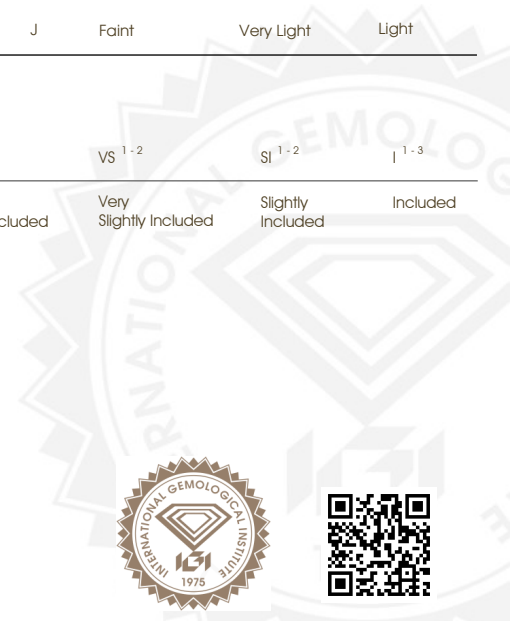 J Faint Very Light Light
VS 1 - 2 SI 1 - 2 I 1 - 3
cluded Very Slightly Included
Slightly Included
Included
INTERNATIONAL GEMOLOGICAL INSTITUTE
IGI
1975